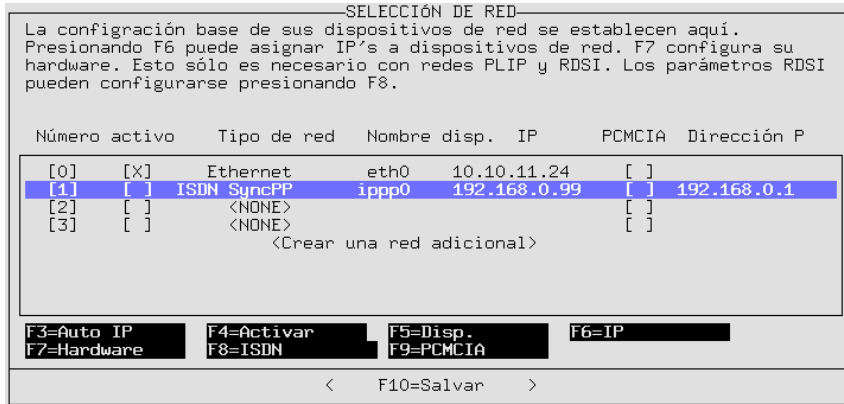 SELECCIÓN DE RED
La configración base de sus dispositivos de red se establecen aquí.
Presionando F6 puede asignar IP's a dispositivos de red. F7 configura su
hardware. Esto sólo es necesario con redes PLIP y RDSI. Los parámetros RDSI
pueden configurarse presionando F8.
Número activo Tipo de red Nombre disp. IP PCMCIA Dirección P
[0] [X] Ethernet eth0 10.10.11.24 [ ]
[1] [ ] ISDN SyncPP ippp0 192.168.0.99 [ ] 192.168.0.1
[2] [ ] <NONE> [ ]
[3] [ ] <NONE> [ ]
<Crear una red adicional>
F3=Auto IP F4=Activar F5=Disp. F6=IP
F7=Hardware F8=ISDN F9=PCMCIA
< F10=Salvar >